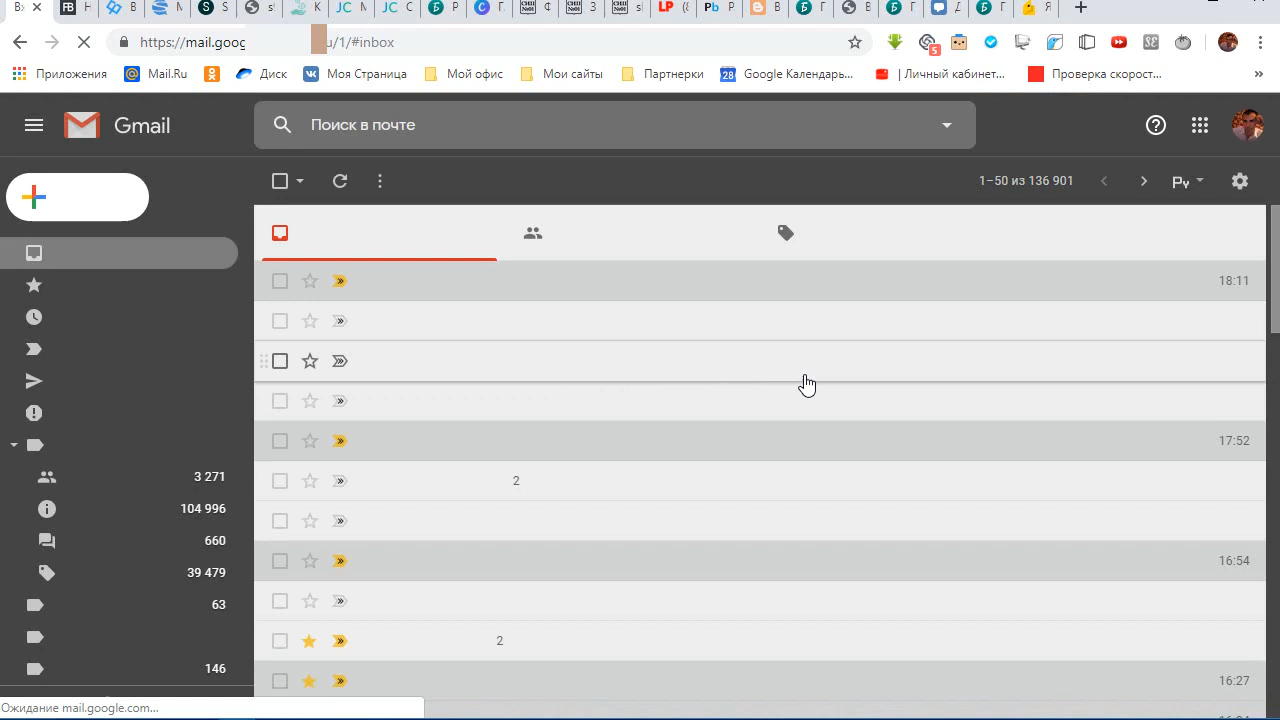 https://mail.goog u/1/#inbox
Приложения Mail.Ru Диск Моя Страница Мой офис Мои сайты Партнерки Google Календарь... | Личный кабинет... Проверка скорост... »
Gmail Поиск в почте
1–50 из 136 901
18:11
17:52
3 271
2
104 996
660
16:54
39 479
63
2
146
16:27
Ожидание mail.google.com...